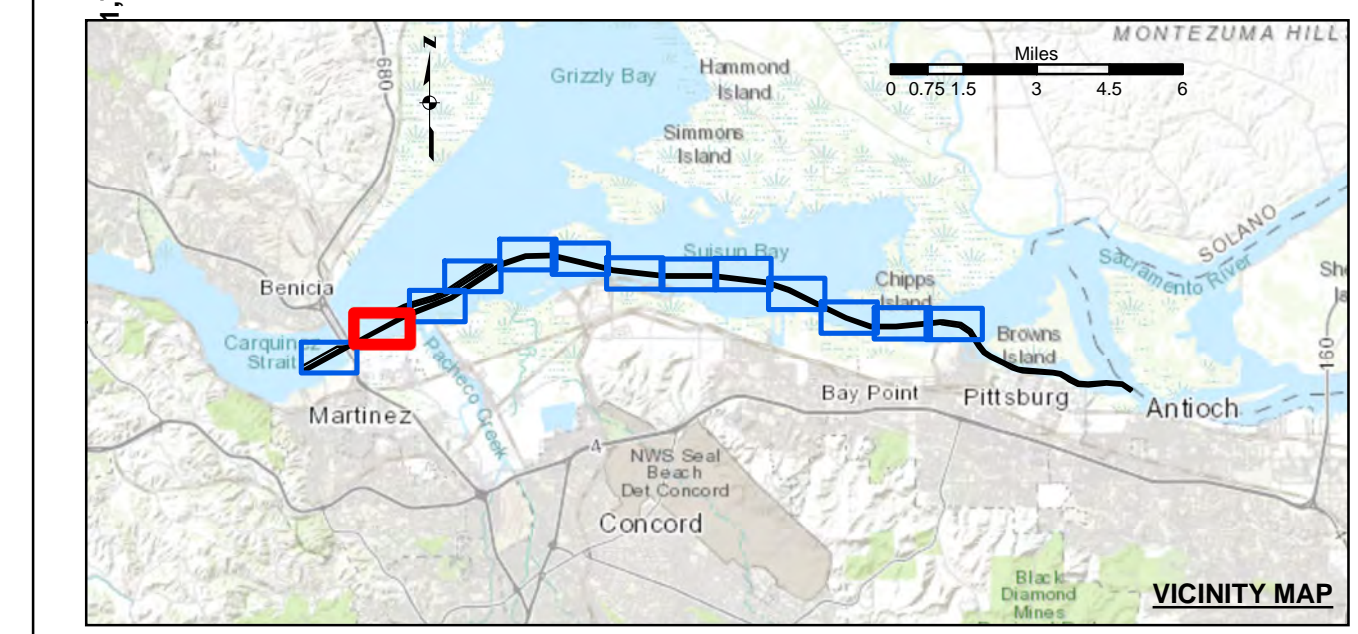 MONTEZUMA HILL
N
Miles
0 0.75 1.5 3 4.5 6
680
Grizzly Bay
Hammond
Island
Simmons
Island
SOLANO
Sacramento River
Suisun Bay
Benicia
Chipps
Island
Carquinez
Strait
Browns
Island
160
Pacheco Creek
Bay Point
Pittsburg
Antioch
Martinez
4
NWS Seal
Beach
Det Concord
Concord
Black
Diamond
Mines
VICINITY MAP